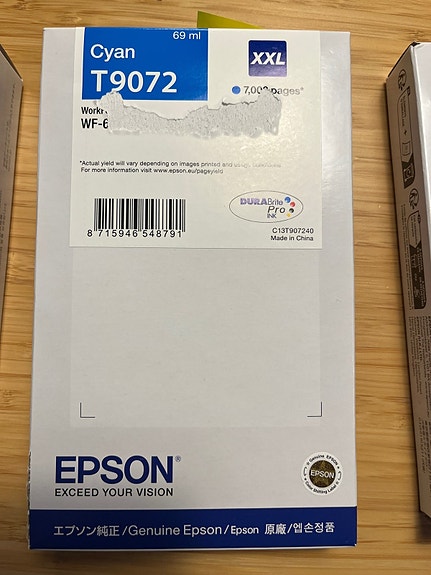 69 ml
Cyan
T9072
XXL
7,000 pages*
WF-6
*Actual yield will vary depending on images printed and usage
For more information visit www.epson.eu/pageyield
DURABrite
Pro
INK
8 715946 548791
C13T907240
Made in China
EPSON®
EXCEED YOUR VISION
Genuine EPSON
エプソン純正/Genuine Epson/Epson 原廠/엡손정품